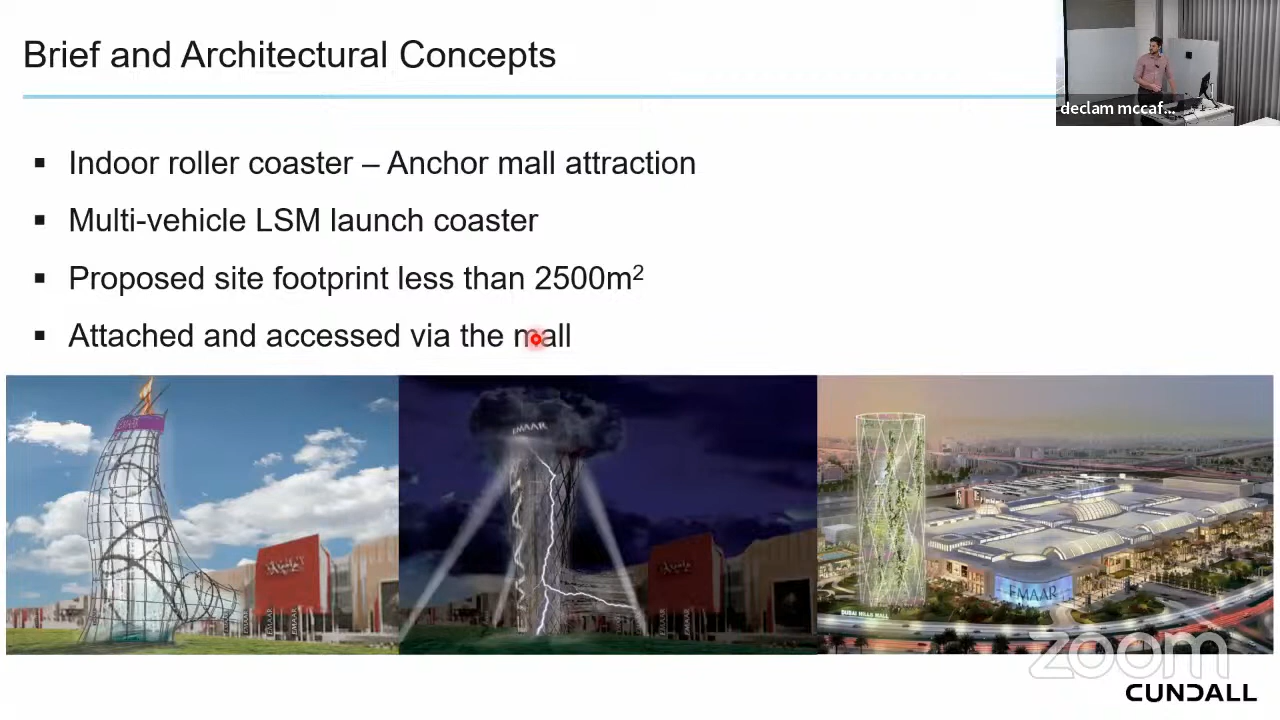 Brief and Architectural Concepts
declam mccaf...
▪ Indoor roller coaster – Anchor mall attraction
▪ Multi-vehicle LSM launch coaster
▪ Proposed site footprint less than 2500m²
▪ Attached and accessed via the mall
EMAAR
EMAAR
DUBAI HILLS MALL
zoom
CUNDALL